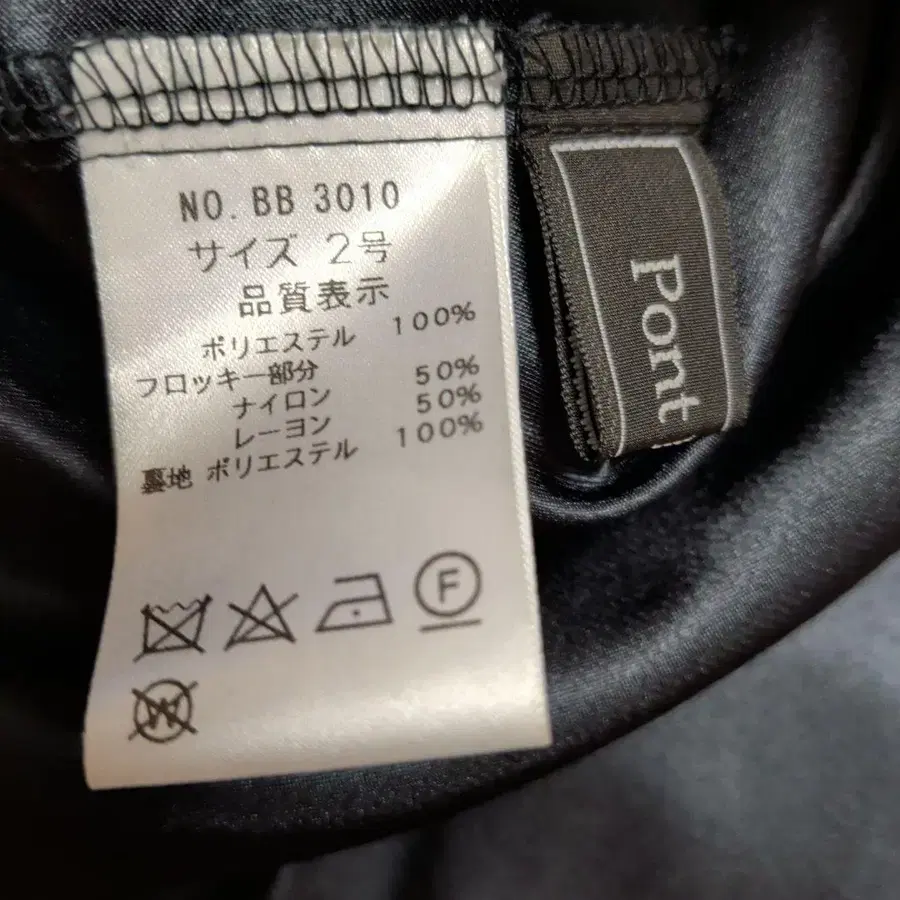 NO. BB 3010
サイズ 2号
品質表示
ポリエステル 100%
フロッキー部分
ナイロン 50%
レーヨン 50%
裏地 ポリエステル 100%
F
W
Pont